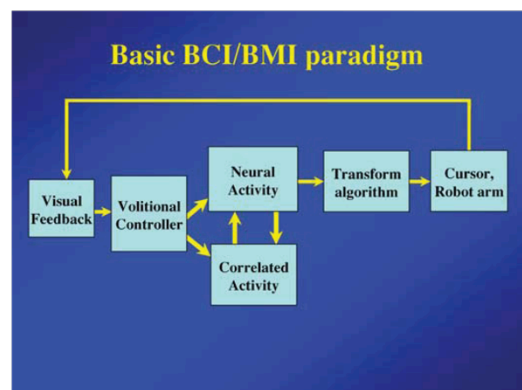 Basic BCI/BMI paradigm
Visual
Feedback
Volitional
Controller
Neural
Activity
Correlated
Activity
Transform
algorithm
Cursor,
Robot arm